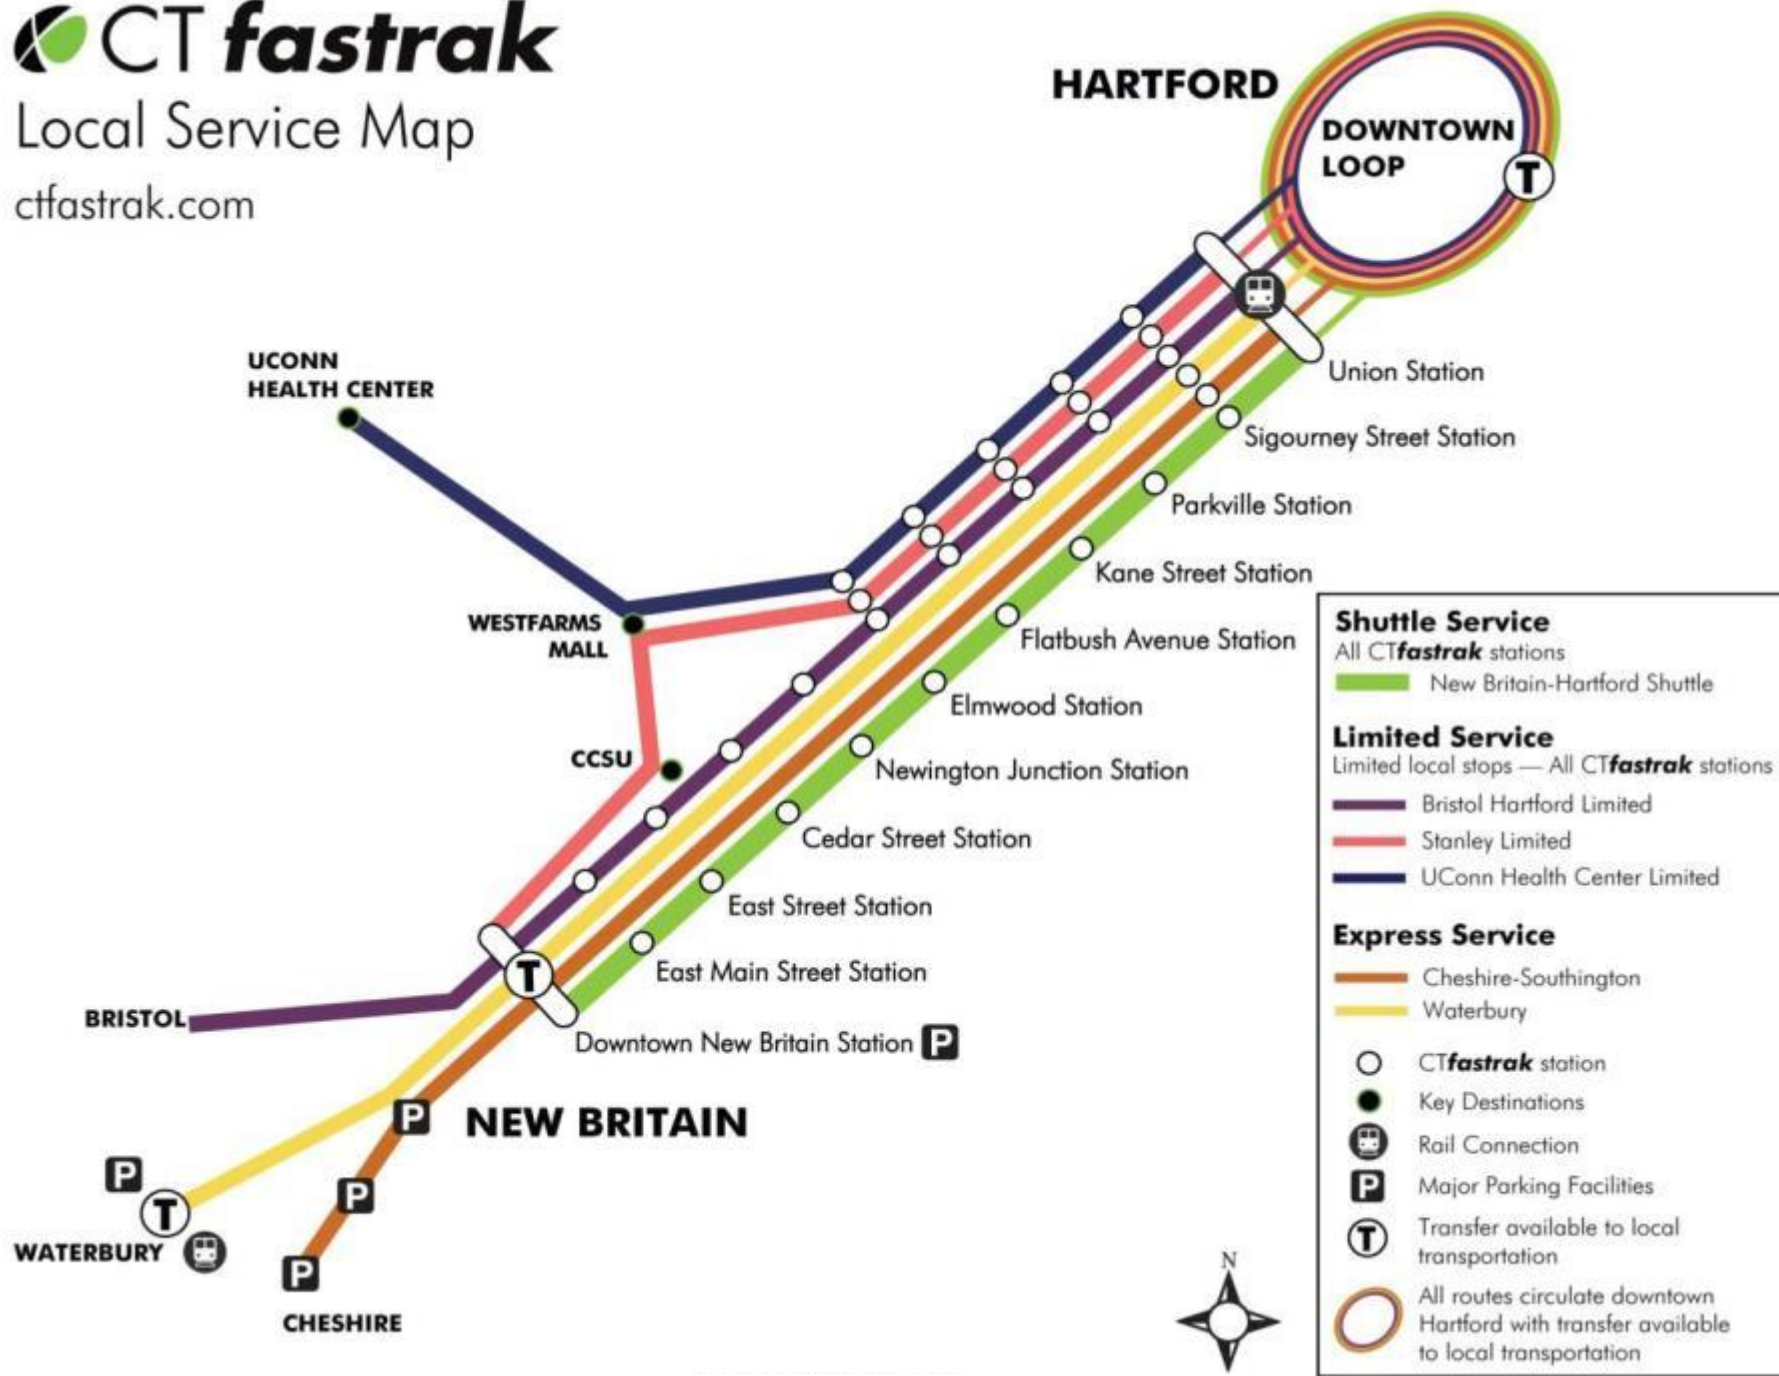 CT fastrak
Local Service Map
ctfastrak.com
HARTFORD
DOWNTOWN
LOOP
T
UCONN
HEALTH CENTER
Union Station
Sigourney Street Station
Parkville Station
Kane Street Station
Flatbush Avenue Station
Elmwood Station
Newington Junction Station
Cedar Street Station
East Street Station
East Main Street Station
Downtown New Britain Station P
WESTFARMS
MALL
CCSU
T
BRISTOL
P
NEW BRITAIN
P
T
WATERBURY
P
P
CHESHIRE
N
Shuttle Service
All CTfastrak stations
New Britain-Hartford Shuttle
Limited Service
Limited local stops — All CTfastrak stations
Bristol Hartford Limited
Stanley Limited
UConn Health Center Limited
Express Service
Cheshire-Southington
Waterbury
CTfastrak station
Key Destinations
Rail Connection
P Major Parking Facilities
T Transfer available to local
transportation
All routes circulate downtown
Hartford with transfer available
to local transportation